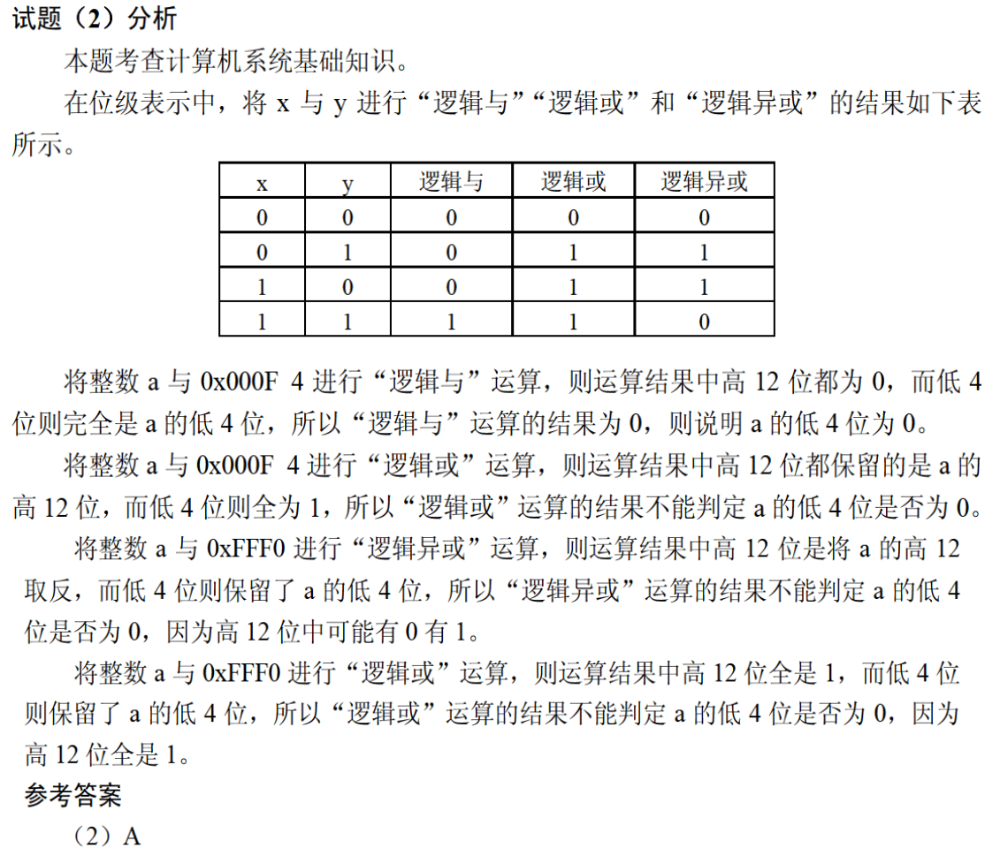 试题（2）分析
本题考查计算机系统基础知识。
在位级表示中，将 x 与 y 进行“逻辑与”“逻辑或”和“逻辑异或”的结果如下表
所示。
x y 逻辑与 逻辑或 逻辑异或
0 0 0 0 0
0 1 0 1 1
1 0 0 1 1
1 1 1 1 0
将整数 a 与 0x000F 4 进行“逻辑与”运算，则运算结果中高 12 位都为 0，而低 4
位则完全是 a 的低 4 位，所以“逻辑与”运算的结果为 0，则说明 a 的低 4 位为 0。
将整数 a 与 0x000F 4 进行“逻辑或”运算，则运算结果中高 12 位都保留的是 a 的
高 12 位，而低 4 位则全为 1，所以“逻辑或”运算的结果不能判定 a 的低 4 位是否为 0。
将整数 a 与 0xFFF0 进行“逻辑异或”运算，则运算结果中高 12 位是将 a 的高 12
取反，而低 4 位则保留了 a 的低 4 位，所以“逻辑异或”运算的结果不能判定 a 的低 4
位是否为 0，因为高 12 位中可能有 0 有 1。
将整数 a 与 0xFFF0 进行“逻辑或”运算，则运算结果中高 12 位全是 1，而低 4 位
则保留了 a 的低 4 位，所以“逻辑或”运算的结果不能判定 a 的低 4 位是否为 0，因为
高 12 位全是 1。
参考答案
（2）A